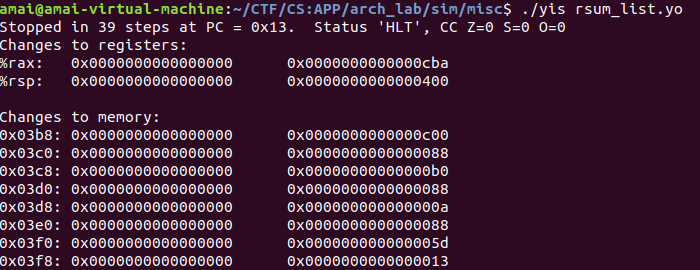 amai@amai-virtual-machine:~/CTF/CS:APP/arch_lab/sim/misc$ ./yis rsum_list.yo
Stopped in 39 steps at PC = 0x13.  Status 'HLT', CC Z=0 S=0 O=0
Changes to registers:
%rax:   0x0000000000000000      0x0000000000000cba
%rsp:   0x0000000000000000      0x0000000000000400

Changes to memory:
0x03b8: 0x0000000000000000      0x0000000000000c00
0x03c0: 0x0000000000000000      0x0000000000000088
0x03c8: 0x0000000000000000      0x00000000000000b0
0x03d0: 0x0000000000000000      0x0000000000000088
0x03d8: 0x0000000000000000      0x000000000000000a
0x03e0: 0x0000000000000000      0x0000000000000088
0x03f0: 0x0000000000000000      0x000000000000005d
0x03f8: 0x0000000000000000      0x0000000000000013